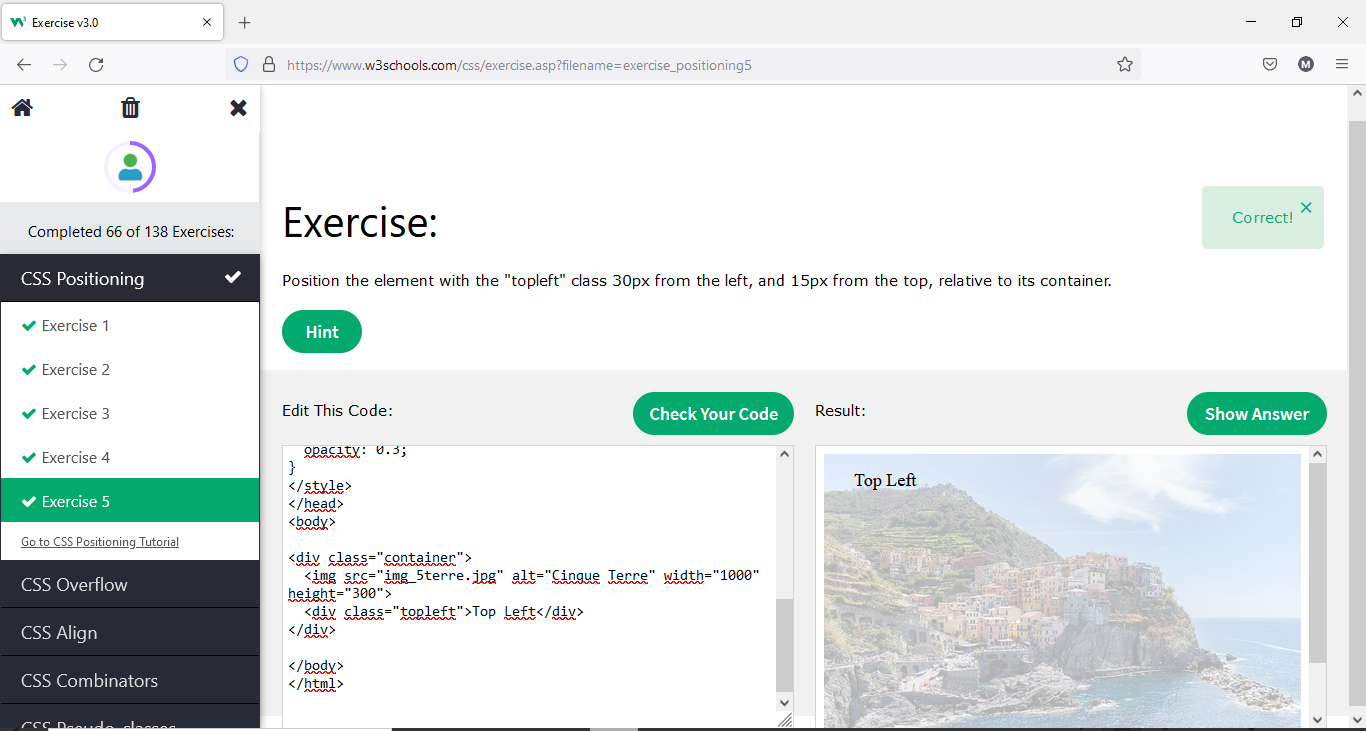 Exercise v3.0
https://www.w3schools.com/css/exercise.asp?filename=exercise_positioning5
M
Completed 66 of 138 Exercises:
CSS Positioning
Exercise 1
Exercise 2
Exercise 3
Exercise 4
Exercise 5
Go to CSS Positioning Tutorial
CSS Overflow
CSS Align
CSS Combinators
CSS Pseudo-classes
Exercise:
Correct!
Position the element with the "topleft" class 30px from the left, and 15px from the top, relative to its container.
Hint
Edit This Code:
Check Your Code
opacity: 0.3;
}
</style>
</head>
<body>
<div class="container">
<img src="img_5terre.jpg" alt="Cinque Terre" width="1000"
height="300">
<div class="topleft">Top Left</div>
</div>
</body>
</html>
Result:
Show Answer
Top Left